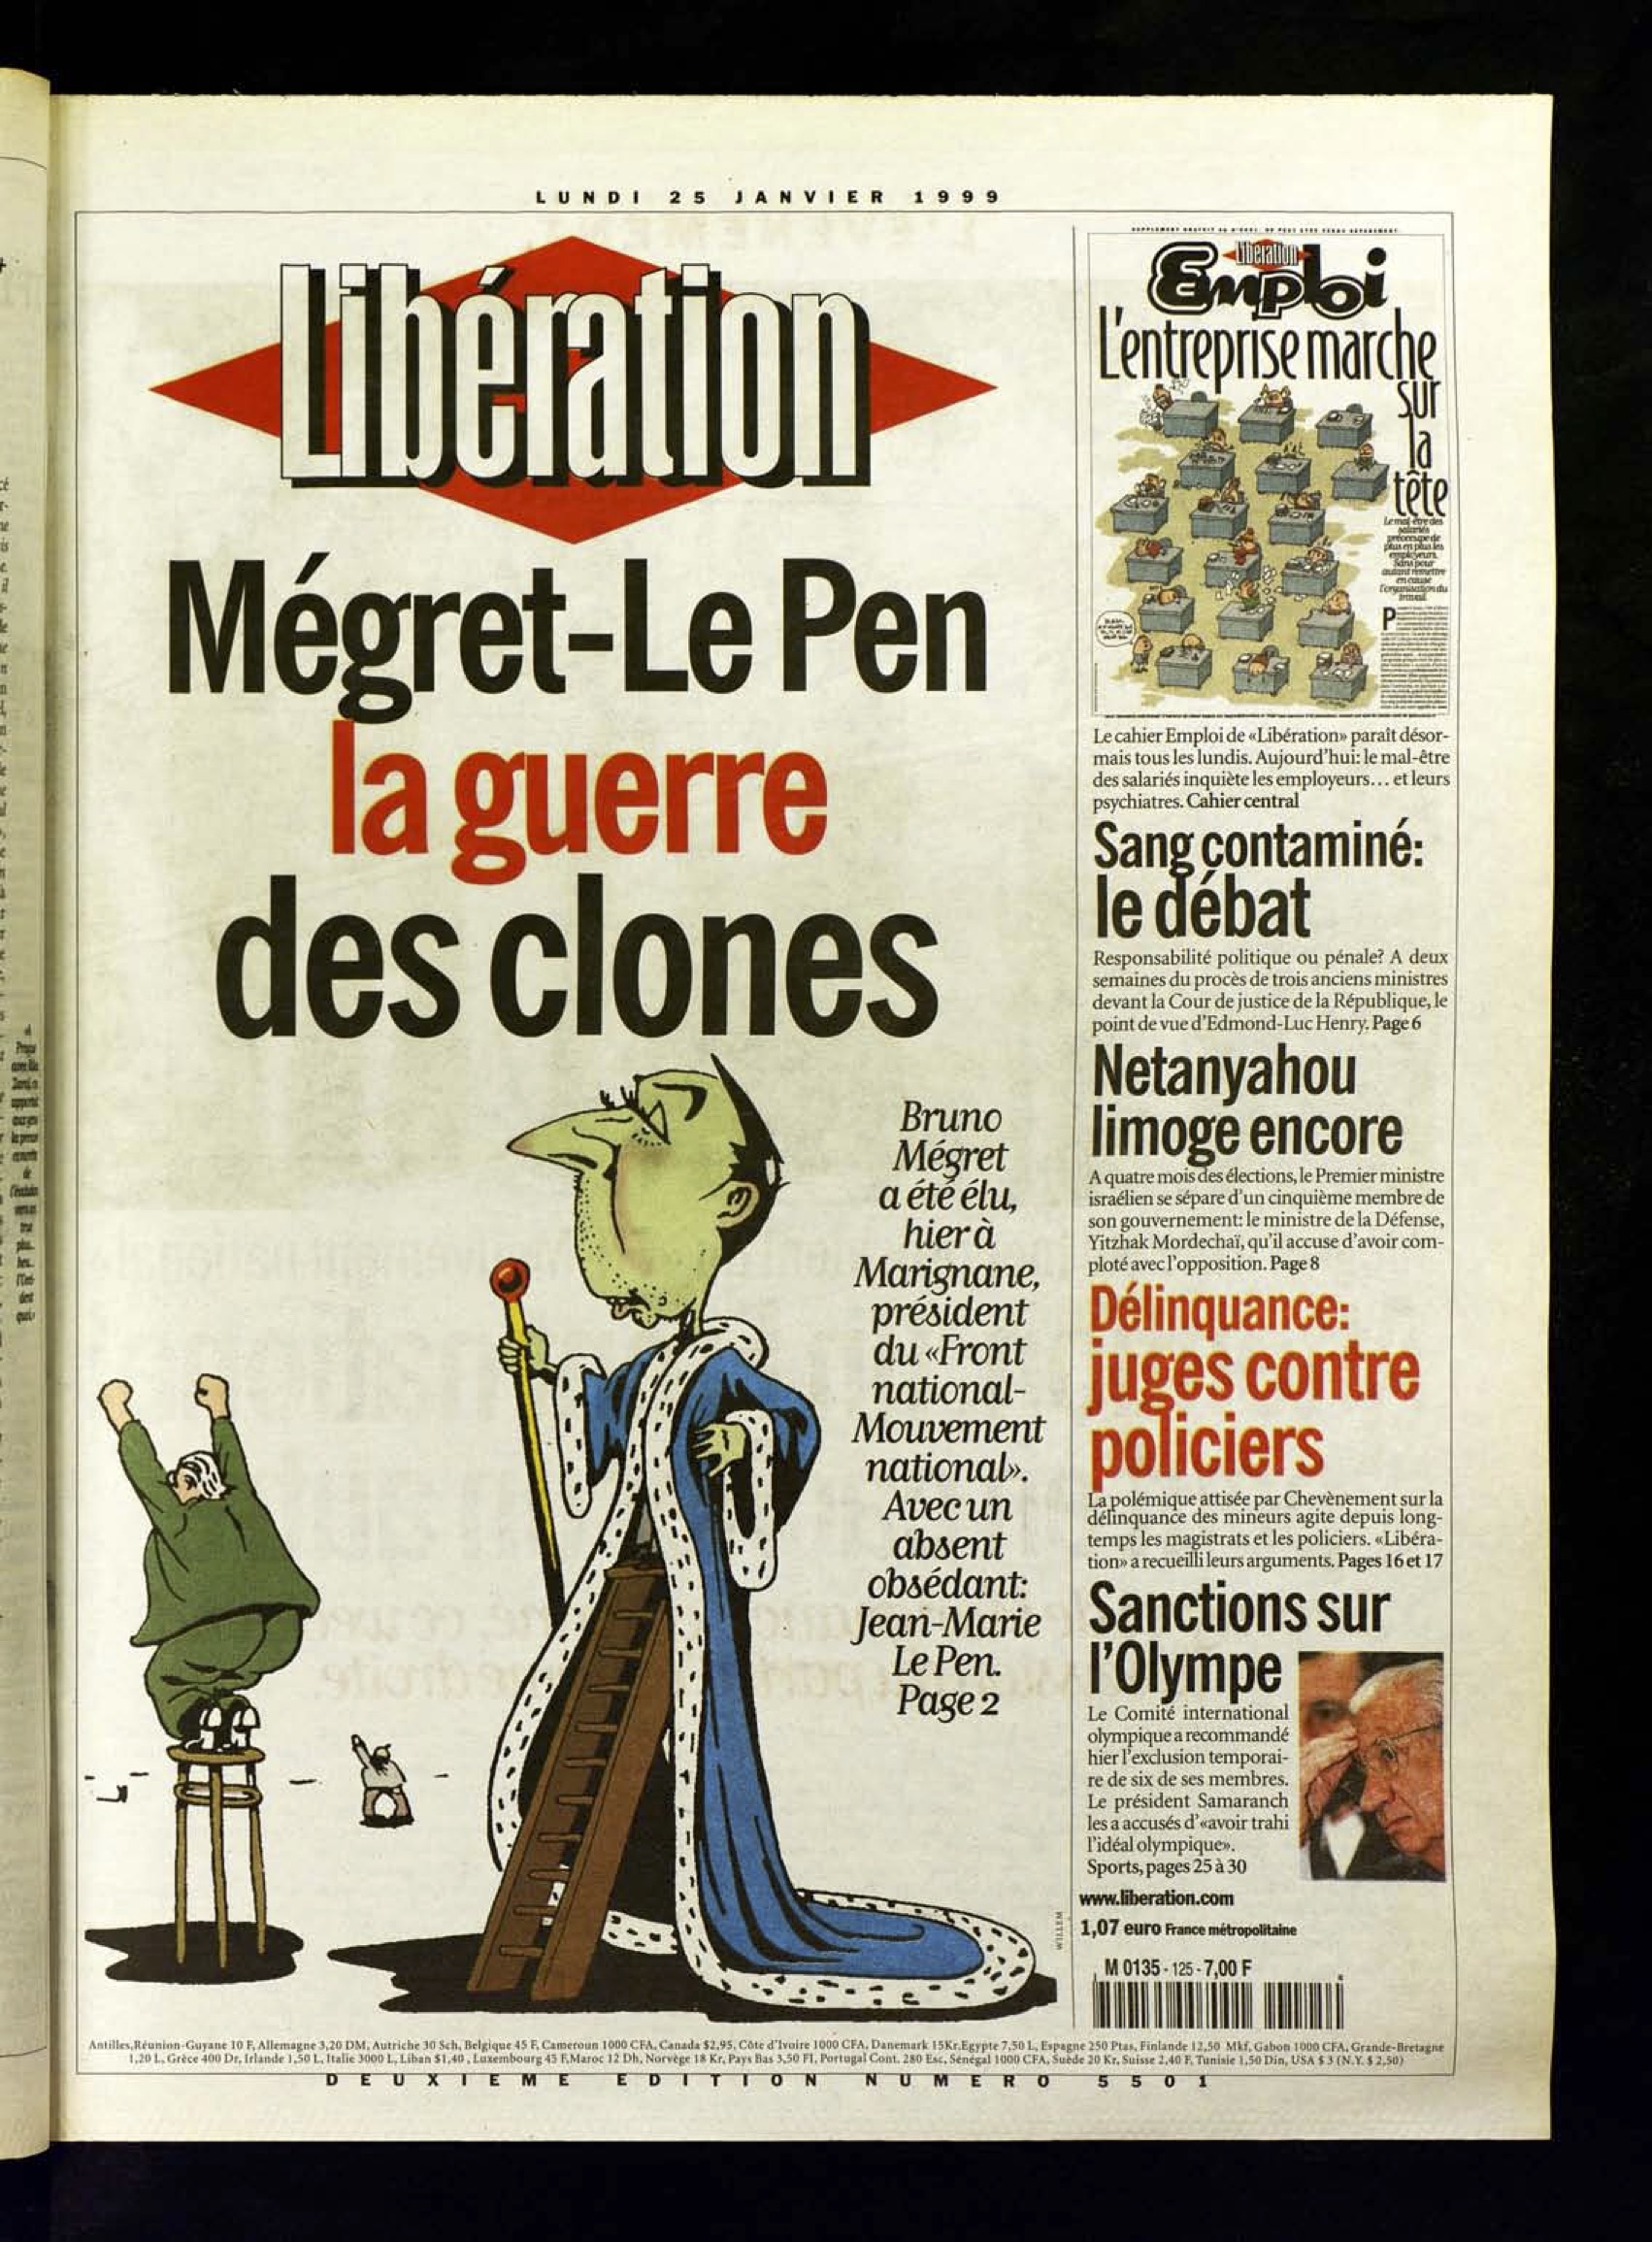 LUNDI 25 JANVIER 1999
Libération
Mégret-Le Pen
la guerre
des clones
Bruno
Mégret
a été élu,
hier à
Marignane,
président
du «Front
national-
Mouvement
national».
Avec un
absent
obsédant:
Jean-Marie
Le Pen.
Page 2
WILLEM
Libération
Emploi
L'entreprise marche
sur
la
tête
Le mal-être des
salariés
préoccupe de
plus en plus les
employeurs.
Sans pour
autant remettre
en cause
l'organisation du
travail.
Le cahier Emploi de «Libération» paraît désor-
mais tous les lundis. Aujourd'hui: le mal-être
des salariés inquiète les employeurs... et leurs
psychiatres. Cahier central
Sang contaminé:
le débat
Responsabilité politique ou pénale? A deux
semaines du procès de trois anciens ministres
devant la Cour de justice de la République, le
point de vue d'Edmond-Luc Henry. Page 6
Netanyahou
limoge encore
A quatre mois des élections, le Premier ministre
israélien se sépare d'un cinquième membre de
son gouvernement: le ministre de la Défense,
Yitzhak Mordechaï, qu'il accuse d'avoir com-
ploté avec l'opposition. Page 8
Délinquance:
juges contre
policiers
La polémique attisée par Chevènement sur la
délinquance des mineurs agite depuis long-
temps les magistrats et les policiers. «Libéra-
tion» a recueilli leurs arguments. Pages 16 et 17
Sanctions sur
l'Olympe
Le Comité international
olympique a recommandé
hier l'exclusion temporai-
re de six de ses membres.
Le président Samaranch
les a accusés d'«avoir trahi
l'idéal olympique».
Sports, pages 25 à 30
www.liberation.com
1,07 euro France métropolitaine
M 0135 - 125 - 7,00 F
Antilles,Réunion-Guyane 10 F, Allemagne 3,20 DM, Autriche 30 Sch, Belgique 45 F, Cameroun 1000 CFA, Canada $2,95, Côte d'Ivoire 1000 CFA, Danemark 15Kr,Egypte 7,50 L, Espagne 250 Ptas, Finlande 12,50 Mkf, Gabon 1000 CFA, Grande-Bretagne
1,20 L, Grèce 400 Dr, Irlande 1,50 L, Italie 3000 L, Liban $1,40 , Luxembourg 45 F,Maroc 12 Dh, Norvège 18 Kr, Pays Bas 3,50 Fl, Portugal Cont. 280 Esc, Sénégal 1000 CFA, Suède 20 Kr, Suisse 2,40 F, Tunisie 1,50 Din, USA $ 3 (N.Y. $ 2,50)
DEUXIEME EDITION NUMERO 5501